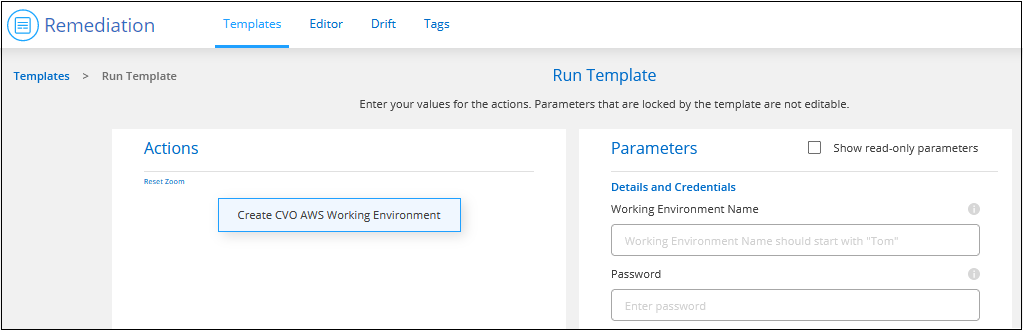 Remediation
Templates Editor Drift Tags
Templates > Run Template
Run Template
Enter your values for the actions. Parameters that are locked by the template are not editable.
Actions
Reset Zoom
Create CVO AWS Working Environment
Parameters
Show read-only parameters
Details and Credentials
Working Environment Name
i
Working Environment Name should start with "Tom"
Password
i
Enter password